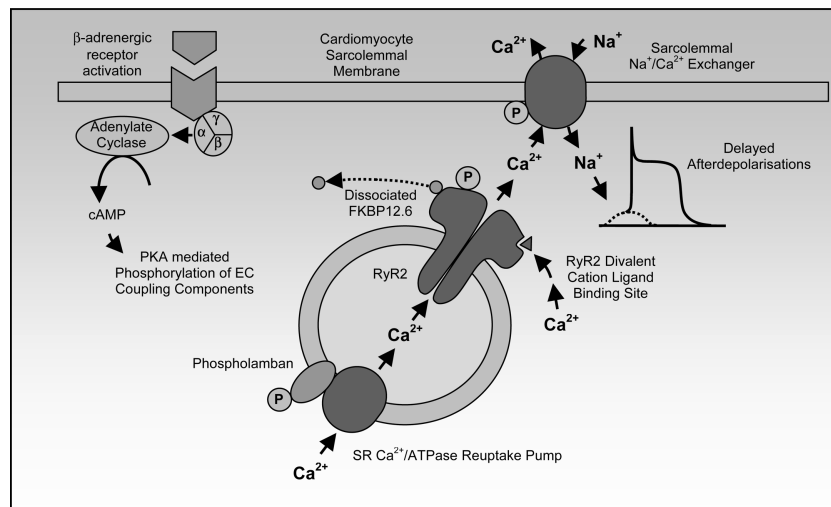 β-adrenergic
receptor
activation
Cardiomyocyte
Sarcolemmal
Membrane
Ca²⁺
Na⁺
Sarcolemmal
Na⁺/Ca²⁺ Exchanger
Adenylate
Cyclase
α
γ
β
P
Ca²⁺
Na⁺
Delayed
Afterdepolarisations
cAMP
PKA mediated
Phosphorylation of EC
Coupling Components
Dissociated
FKBP12.6
P
RyR2
RyR2 Divalent
Cation Ligand
Binding Site
Ca²⁺
Ca²⁺
Phospholamban
P
SR Ca²⁺/ATPase Reuptake Pump
Ca²⁺